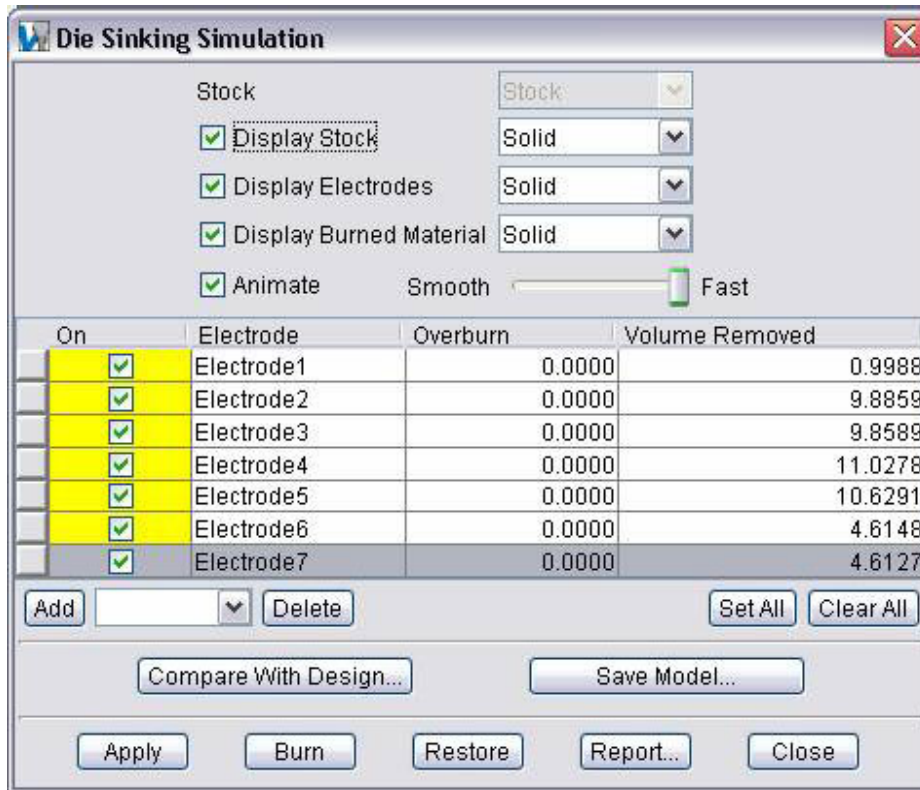 Die Sinking Simulation
Stock Stock
Display Stock Solid
Display Electrodes Solid
Display Burned Material Solid
Animate Smooth Fast
On Electrode Overburn Volume Removed
Electrode1 0.0000 0.9988
Electrode2 0.0000 9.8859
Electrode3 0.0000 9.8589
Electrode4 0.0000 11.0278
Electrode5 0.0000 10.6291
Electrode6 0.0000 4.6148
Electrode7 0.0000 4.6127
Add Delete Set All Clear All
Compare With Design... Save Model...
Apply Burn Restore Report... Close